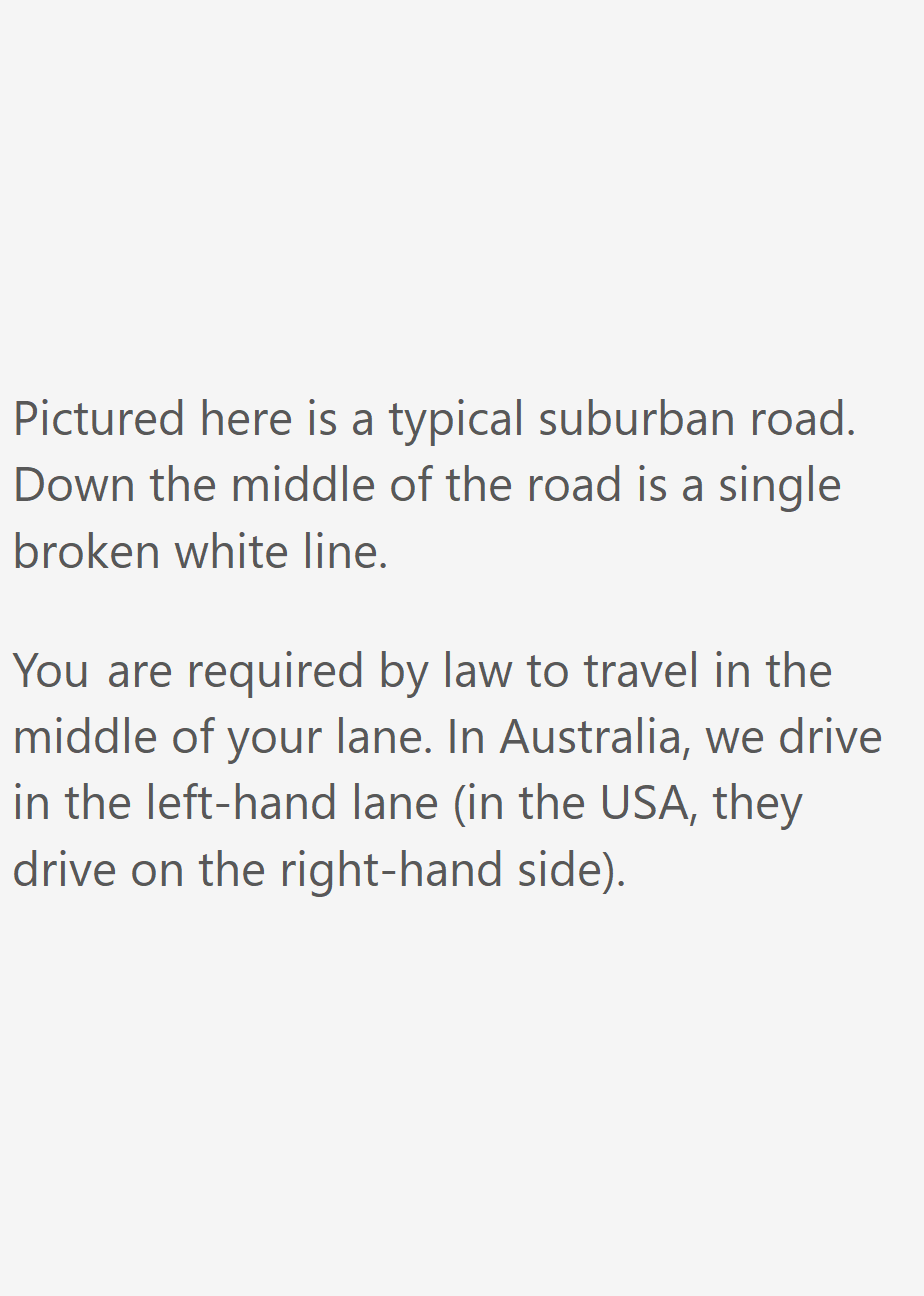 Pictured here is a typical suburban road.
Down the middle of the road is a single
broken white line.
You are required by law to travel in the
middle of your lane. In Australia, we drive
in the left-hand lane (in the USA, they
drive on the right-hand side).